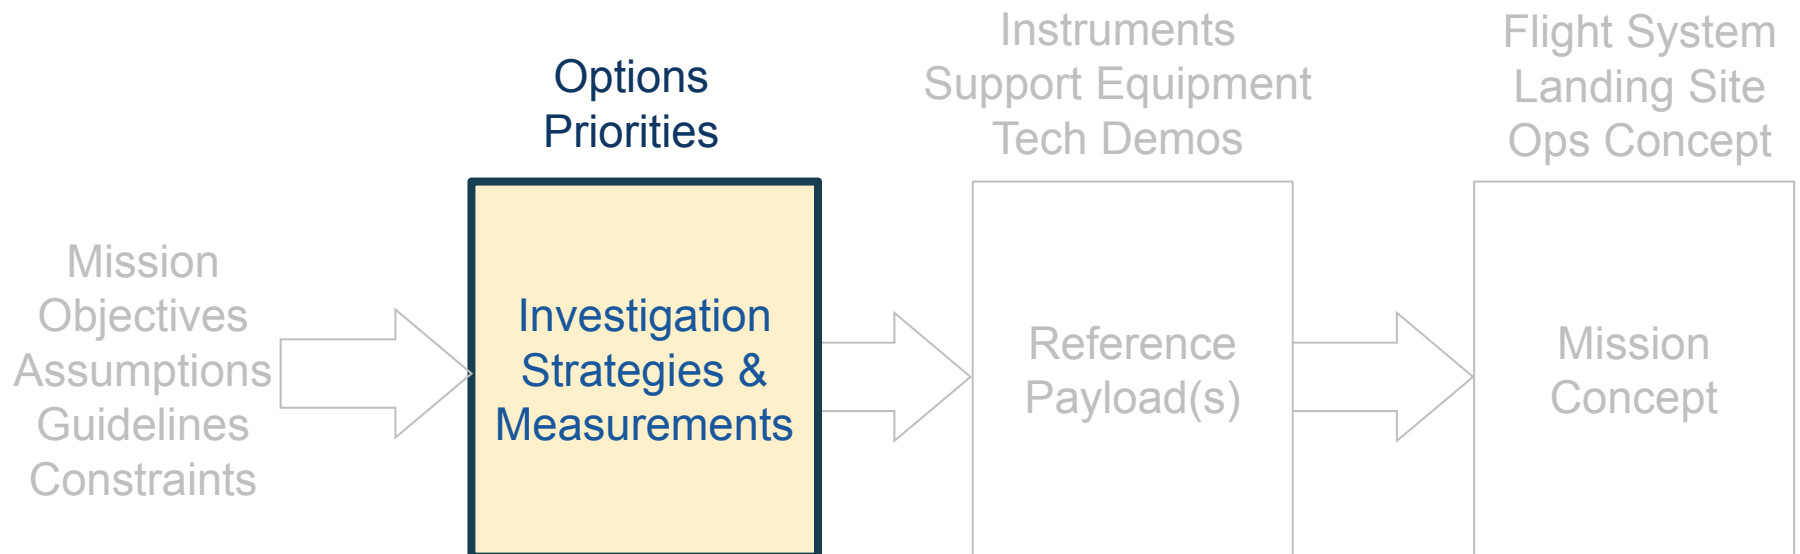 Mission
Objectives
Assumptions
Guidelines
Constraints
Options
Priorities
Investigation
Strategies &
Measurements
Instruments
Support Equipment
Tech Demos
Reference
Payload(s)
Flight System
Landing Site
Ops Concept
Mission
Concept